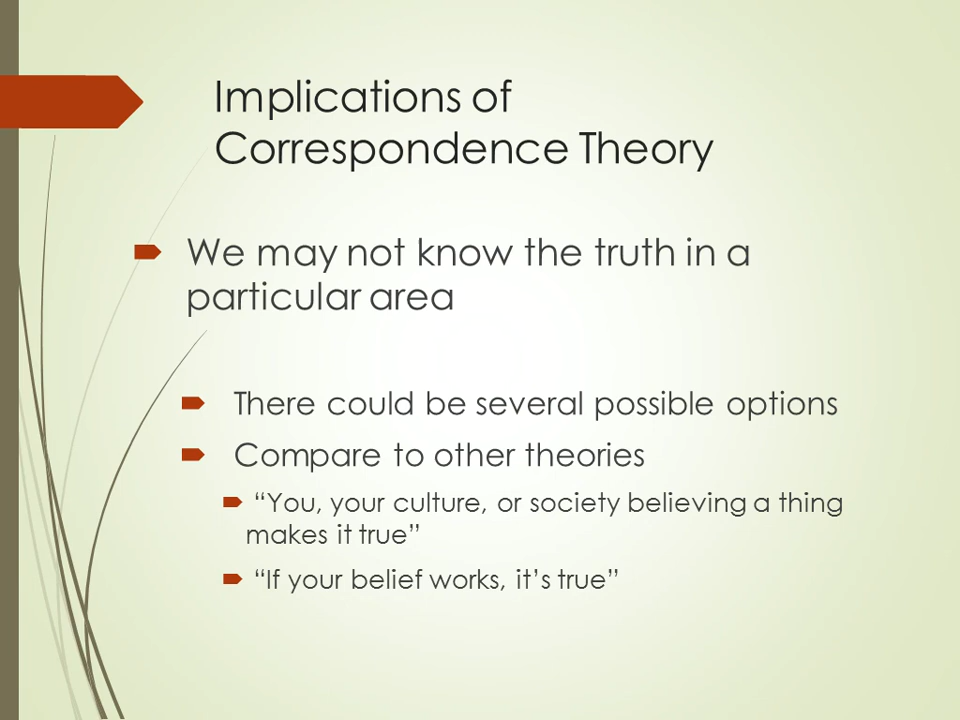 Implications of
Correspondence Theory
We may not know the truth in a
particular area
There could be several possible options
Compare to other theories
“You, your culture, or society believing a thing
makes it true”
“If your belief works, it’s true”